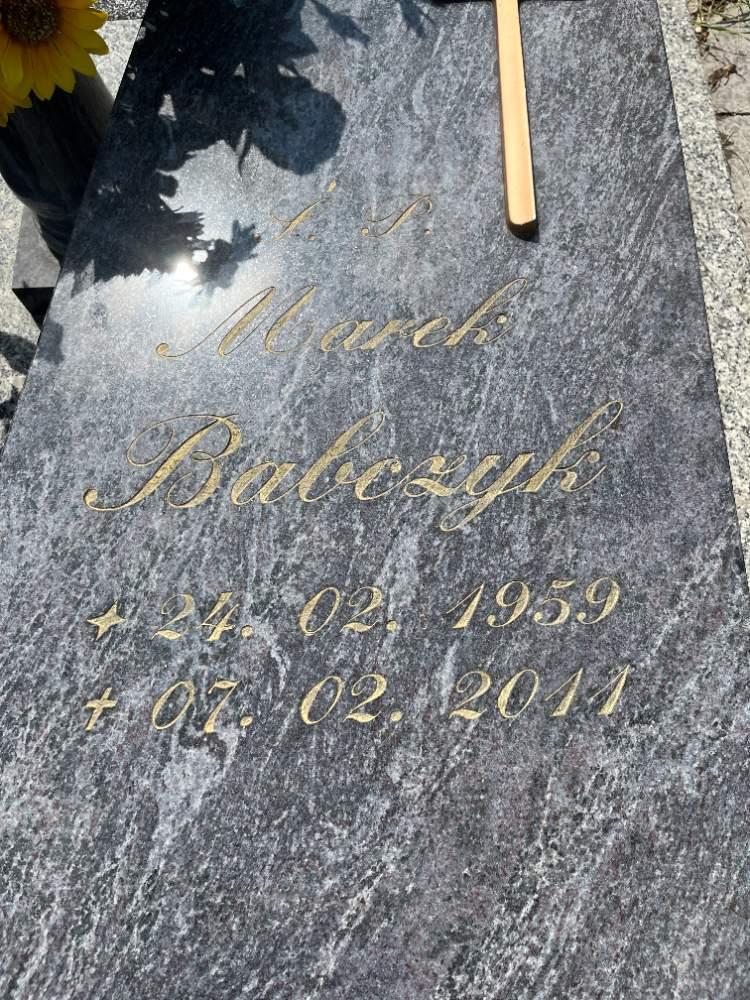 Ś. P.
Marek
Babczyk
✦ 24. 02. 1959
✝ 07. 02. 2011